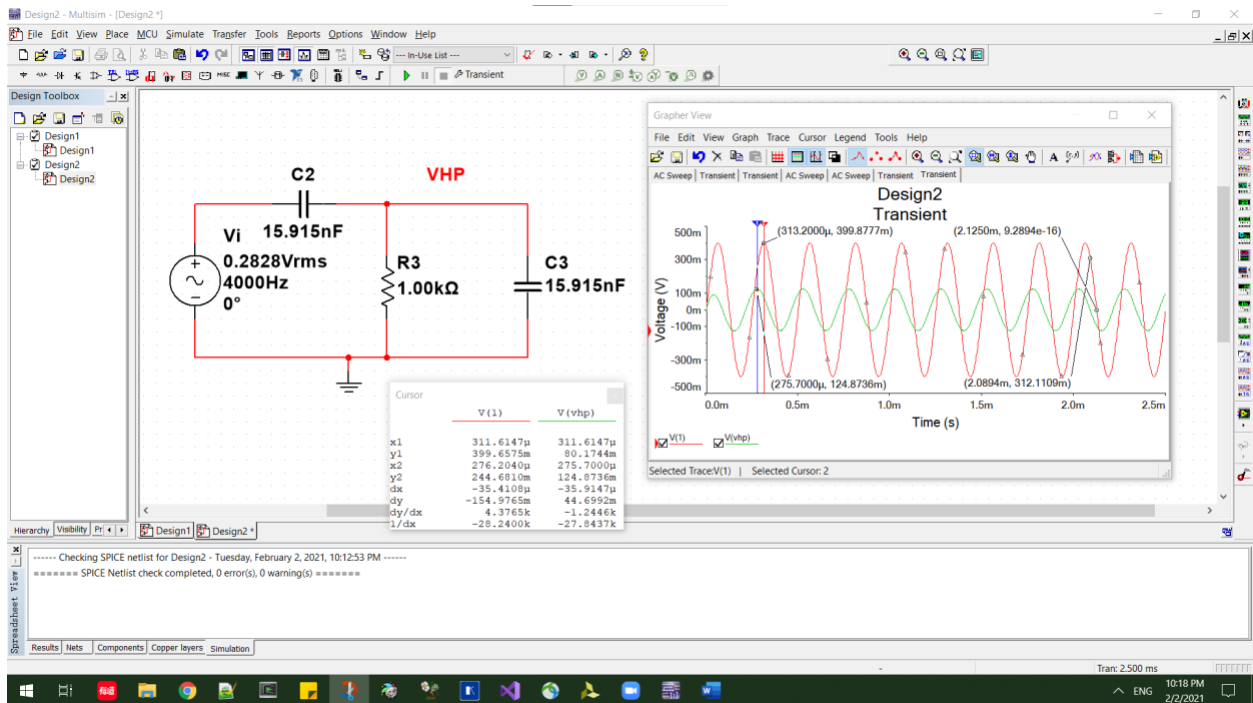 Design2 - Multisim - [Design2 *]
File Edit View Place MCU Simulate Transfer Tools Reports Options Window Help
--- In-Use List ---
Transient
Design Toolbox
Design1
Design1
Design2
Design2
C2
VHP
15.915nF
Vi
0.2828Vrms
4000Hz
0°
R3
1.00kΩ
C3
15.915nF
Grapher View
File Edit View Graph Trace Cursor Legend Tools Help
AC Sweep Transient Transient AC Sweep AC Sweep Transient Transient
Design2
Transient
(313.2000µ, 399.8777m)
(2.1250m, 9.2894e-16)
500m
300m
100m
0m
-100m
-300m
-500m
Voltage (V)
(275.7000µ, 124.8736m)
(2.0894m, 312.1109m)
0.0m 0.5m 1.0m 1.5m 2.0m 2.5m
Time (s)
V(1) V(vhp)
Selected Trace:V(1) | Selected Cursor: 2
Cursor
V(1) V(vhp)
x1 311.6147µ 311.6147µ
y1 399.6575m 80.1744m
x2 276.2040µ 275.7000µ
y2 244.6810m 124.8736m
dx -35.4108µ -35.9147µ
dy -154.9765m 44.6992m
dy/dx 4.3765k -1.2446k
1/dx -28.2400k -27.8437k
Hierarchy Visibility Pr
Design1 Design2 *
Spreadsheet View
------ Checking SPICE netlist for Design2 - Tuesday, February 2, 2021, 10:12:53 PM ------
======= SPICE Netlist check completed, 0 error(s), 0 warning(s) =======
Results Nets Components Copper layers Simulation
-
Tran: 2.500 ms
ENG
10:18 PM
2/2/2021